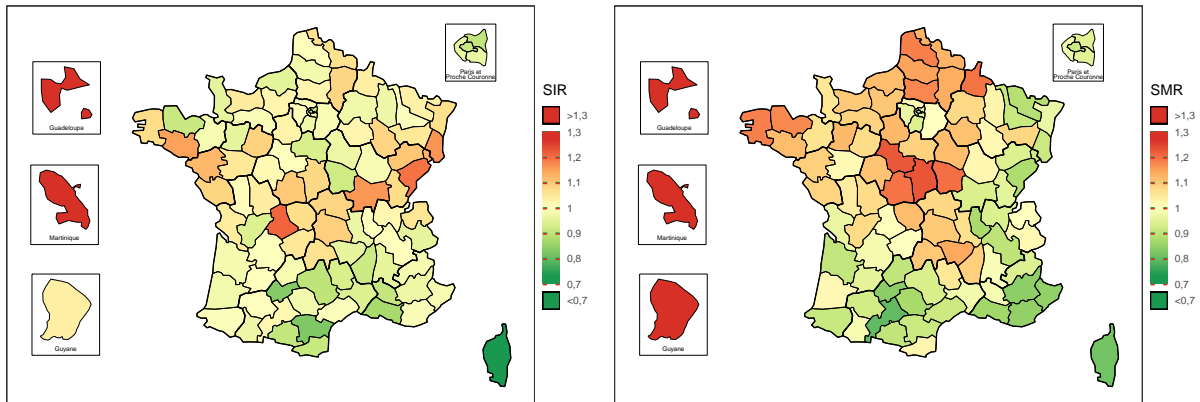 Paris et
Proche Couronne
Guadeloupe
Martinique
Guyane
SIR
>1,3
1,3
1,2
1,1
1
0,9
0,8
0,7
<0,7
Paris et
Proche Couronne
Guadeloupe
Martinique
Guyane
SMR
>1,3
1,3
1,2
1,1
1
0,9
0,8
0,7
<0,7